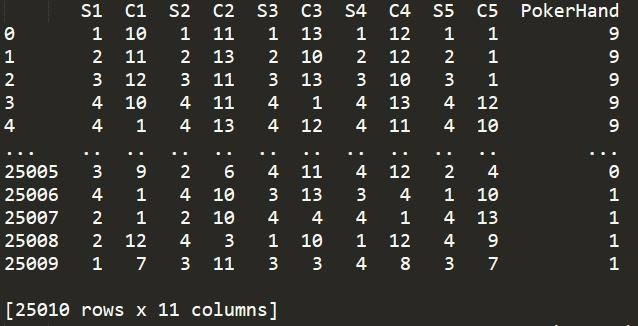 S1 C1 S2 C2 S3 C3 S4 C4 S5 C5 PokerHand
0 1 10 1 11 1 13 1 12 1 1 9
1 2 11 2 13 2 10 2 12 2 1 9
2 3 12 3 11 3 13 3 10 3 1 9
3 4 10 4 11 4 1 4 13 4 12 9
4 4 1 4 13 4 12 4 11 4 10 9
... .. .. .. .. .. .. .. .. .. .. ...
25005 3 9 2 6 4 11 4 12 2 4 0
25006 4 1 4 10 3 13 3 4 1 10 1
25007 2 1 2 10 4 4 4 1 4 13 1
25008 2 12 4 3 1 10 1 12 4 9 1
25009 1 7 3 11 3 3 4 8 3 7 1
[25010 rows x 11 columns]